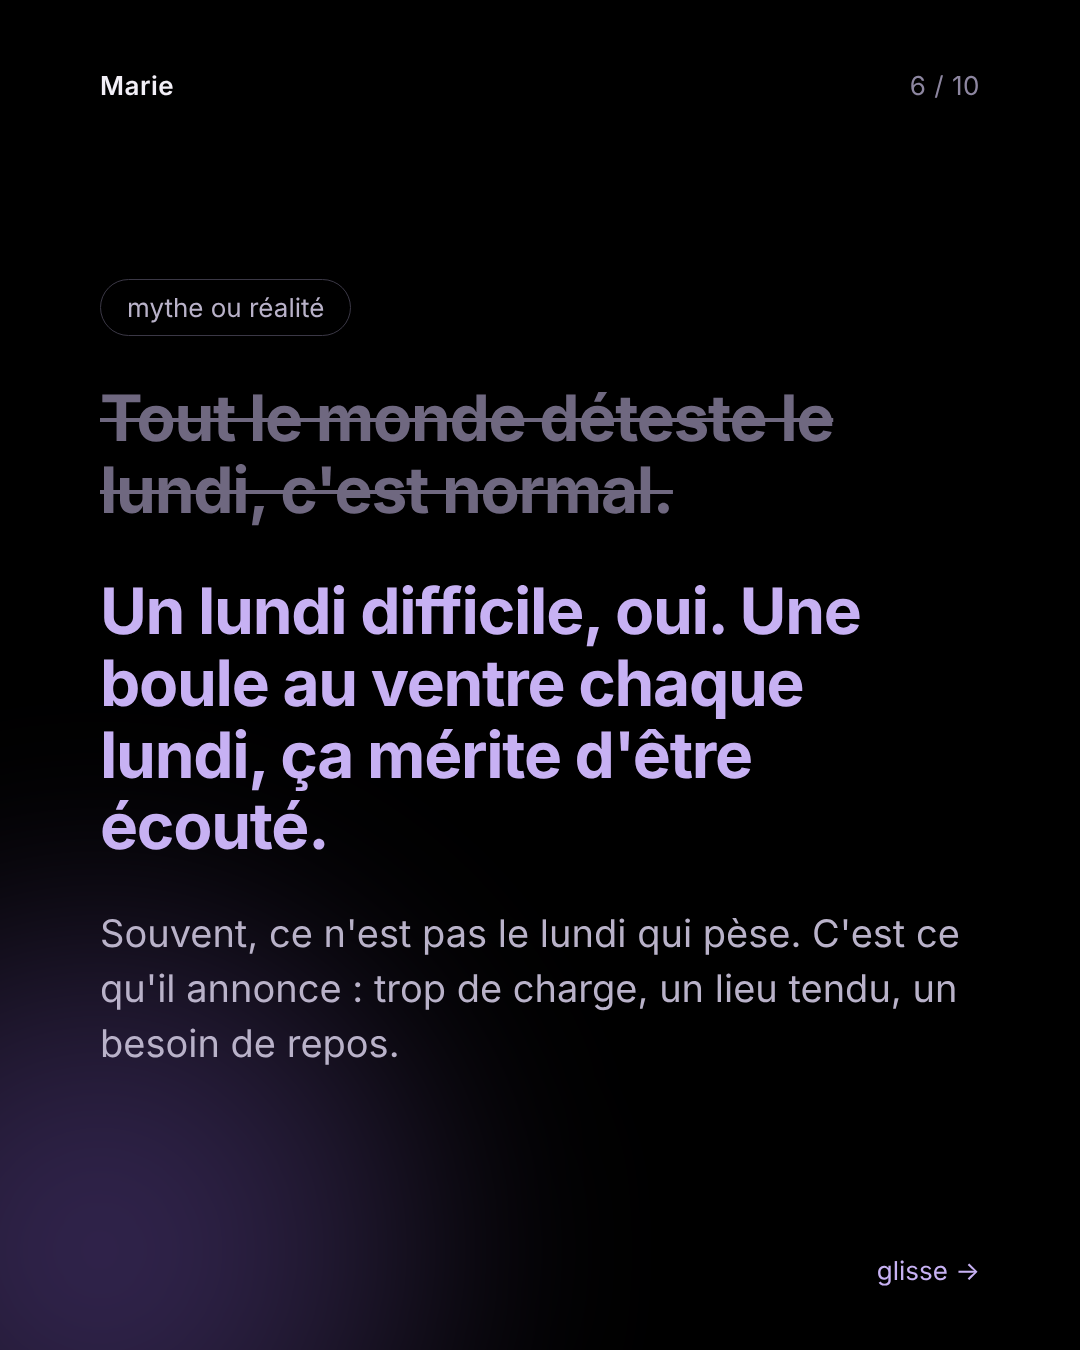 Marie
6 / 10
mythe ou réalité
Tout le monde déteste le
lundi, c'est normal.
Un lundi difficile, oui. Une
boule au ventre chaque
lundi, ça mérite d'être
écouté.
Souvent, ce n'est pas le lundi qui pèse. C'est ce
qu'il annonce : trop de charge, un lieu tendu, un
besoin de repos.
glisse →